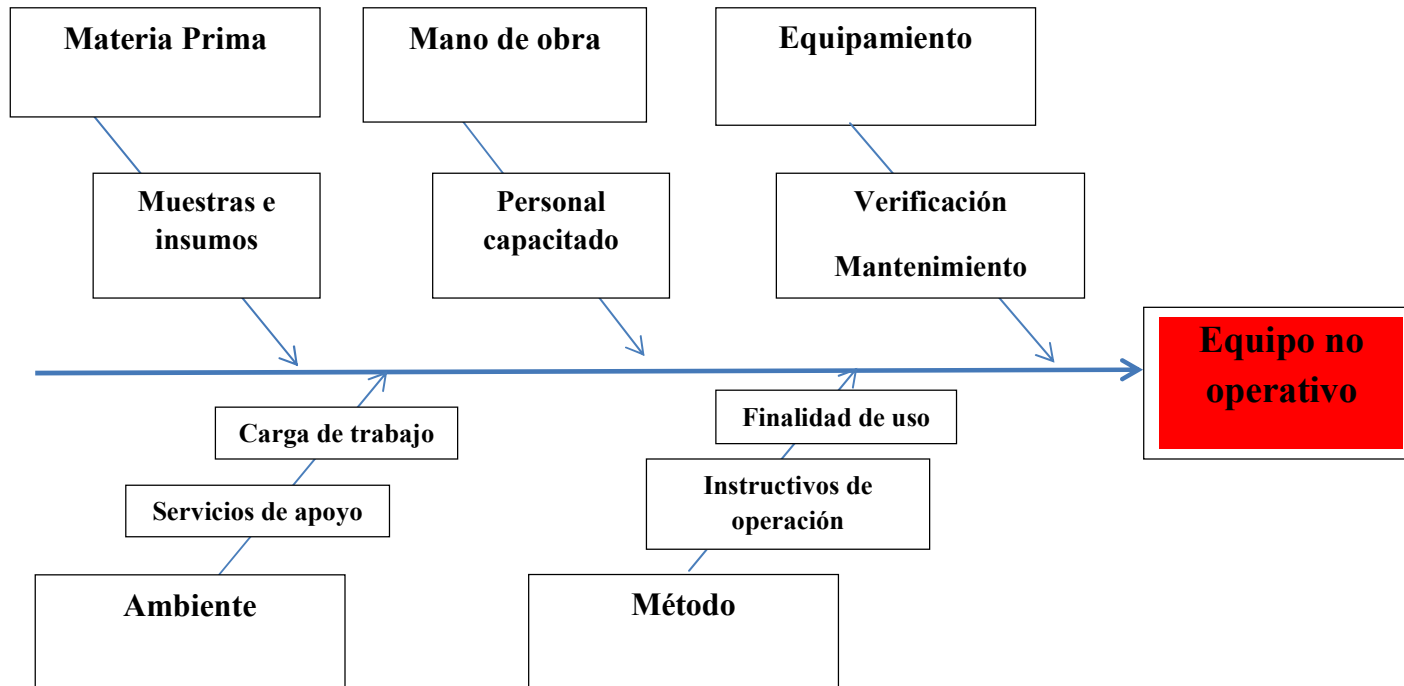 Materia Prima
Mano de obra
Equipamiento
Muestras e
insumos
Personal
capacitado
Verificación
Mantenimiento
Equipo no
operativo
Carga de trabajo
Finalidad de uso
Servicios de apoyo
Instructivos de
operación
Ambiente
Método